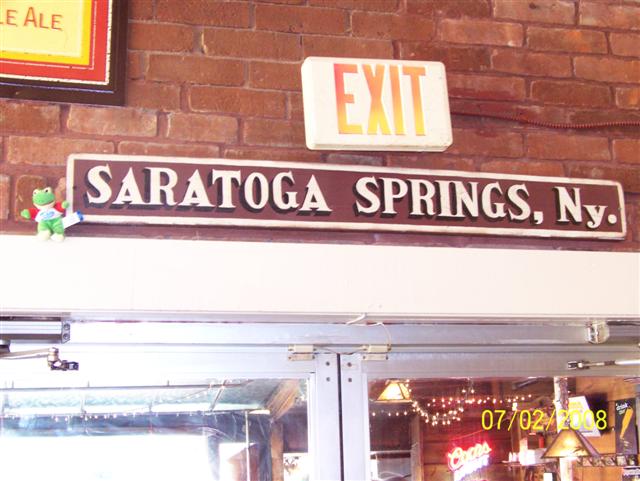 LE ALE
EXIT
SARATOGA SPRINGS, Ny.
07/02/2008
Coors